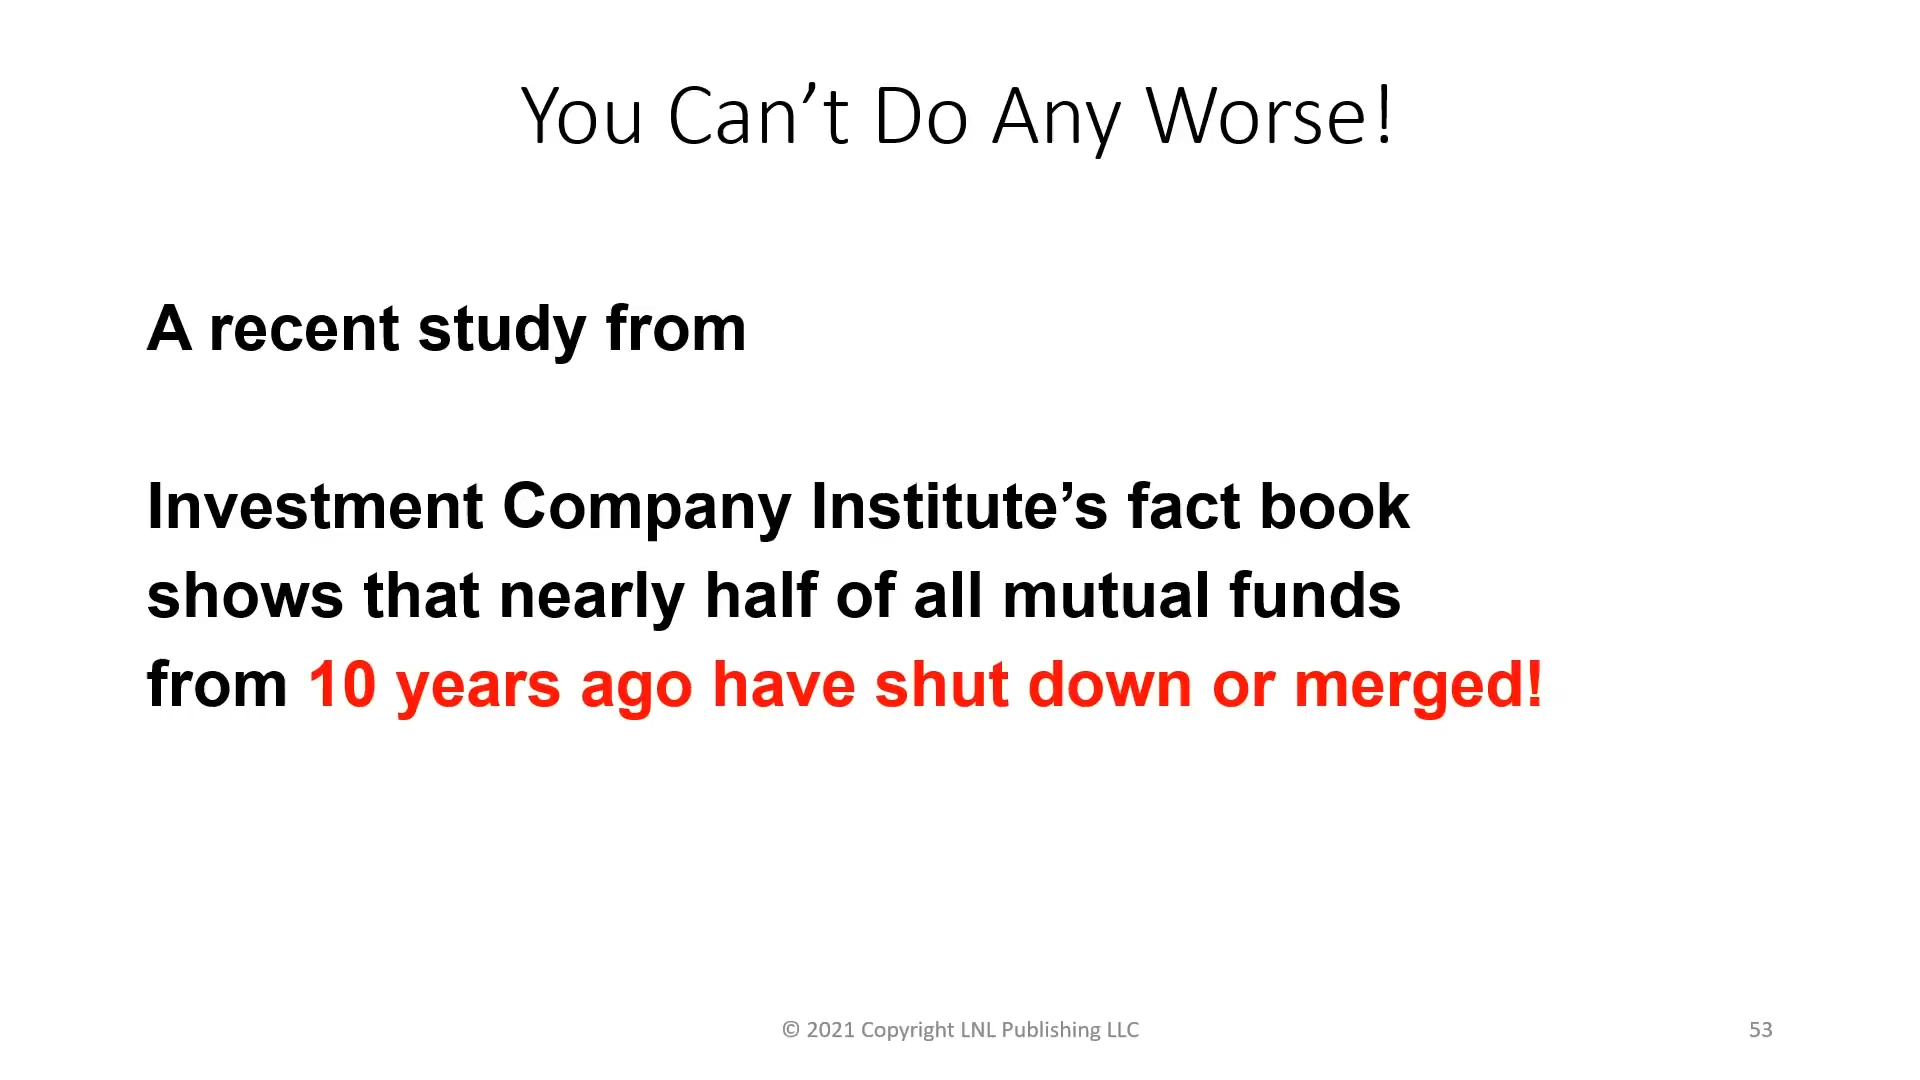 You Can’t Do Any Worse!
A recent study from
Investment Company Institute’s fact book
shows that nearly half of all mutual funds
from 10 years ago have shut down or merged!
© 2021 Copyright LNL Publishing LLC
53